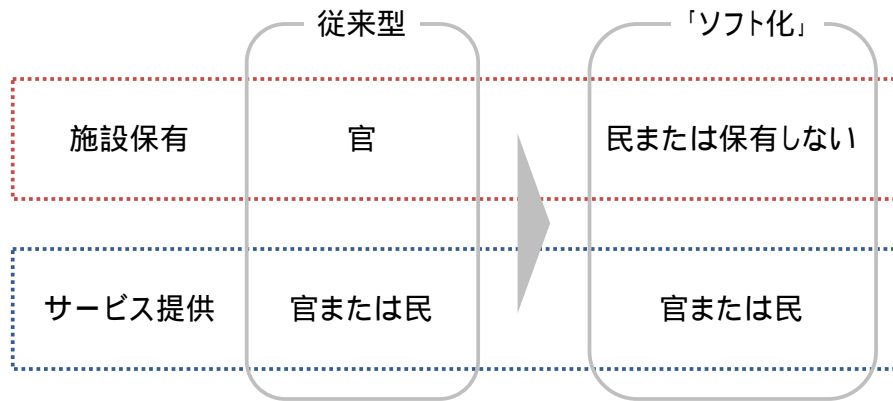 従来型
「ソフト化」
施設保有
官
民または保有しない
サービス提供
官または民
官または民